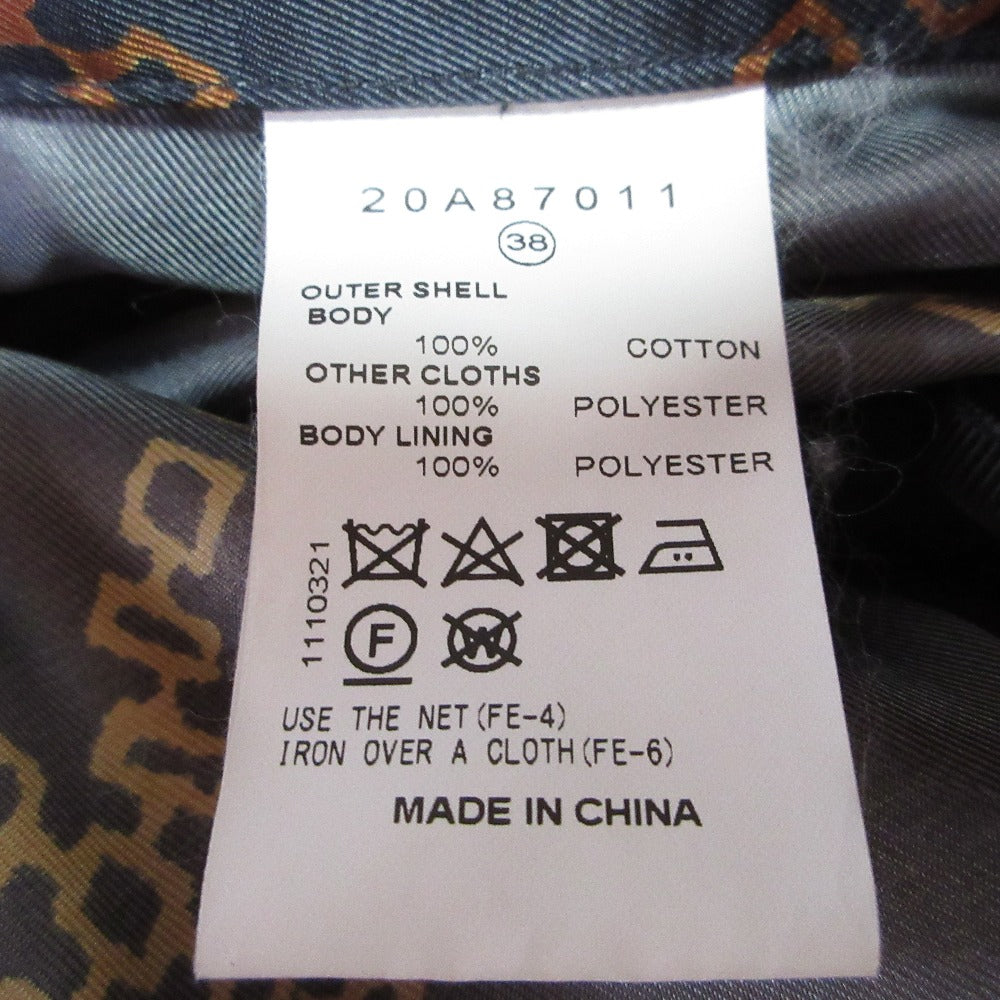 20A87011
38
OUTER SHELL
BODY
100% COTTON
OTHER CLOTHS
100% POLYESTER
BODY LINING
100% POLYESTER
1110321
F W
USE THE NET(FE-4)
IRON OVER A CLOTH(FE-6)
MADE IN CHINA